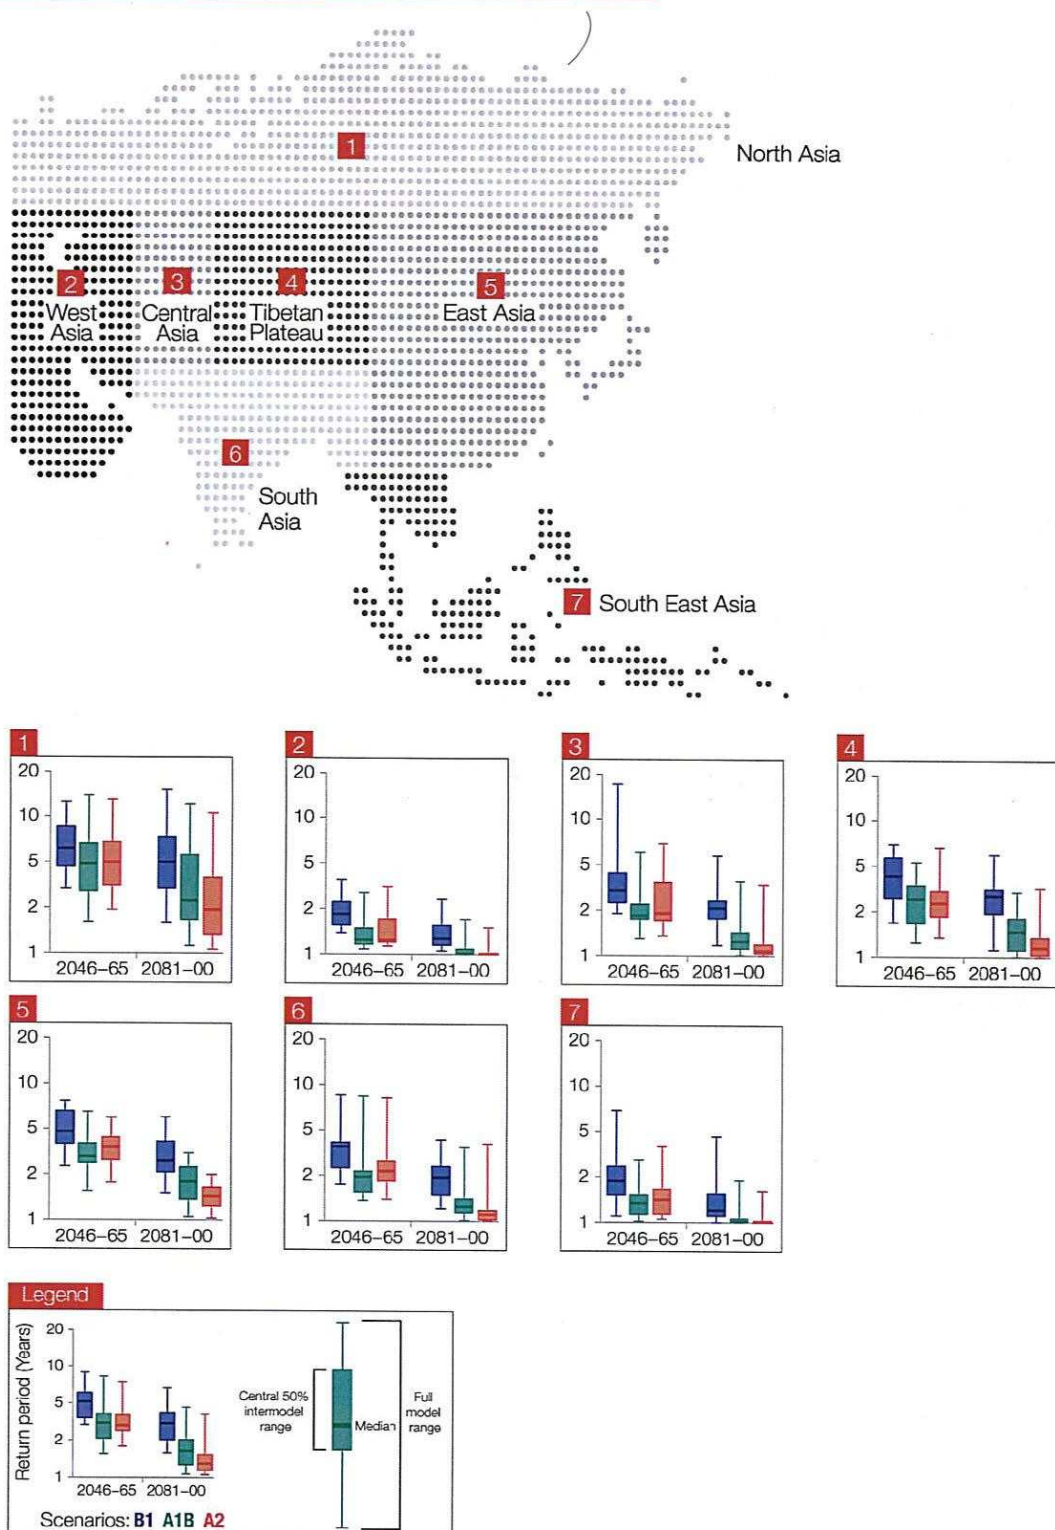 1
North Asia
2
3
4
5
West
Asia
Central
Asia
Tibetan
Plateau
East Asia
6
South
Asia
7
South East Asia
1
20
10
5
2
1
2046–65 2081–00
2
20
10
5
2
1
2046–65 2081–00
3
20
10
5
2
1
2046–65 2081–00
4
20
10
5
2
1
2046–65 2081–00
5
20
10
5
2
1
2046–65 2081–00
6
20
10
5
2
1
2046–65 2081–00
7
20
10
5
2
1
2046–65 2081–00
Legend
Return period (Years)
20
10
5
2
1
2046–65 2081–00
Scenarios: B1 A1B A2
Central 50%
intermodel
range
Median
Full
model
range